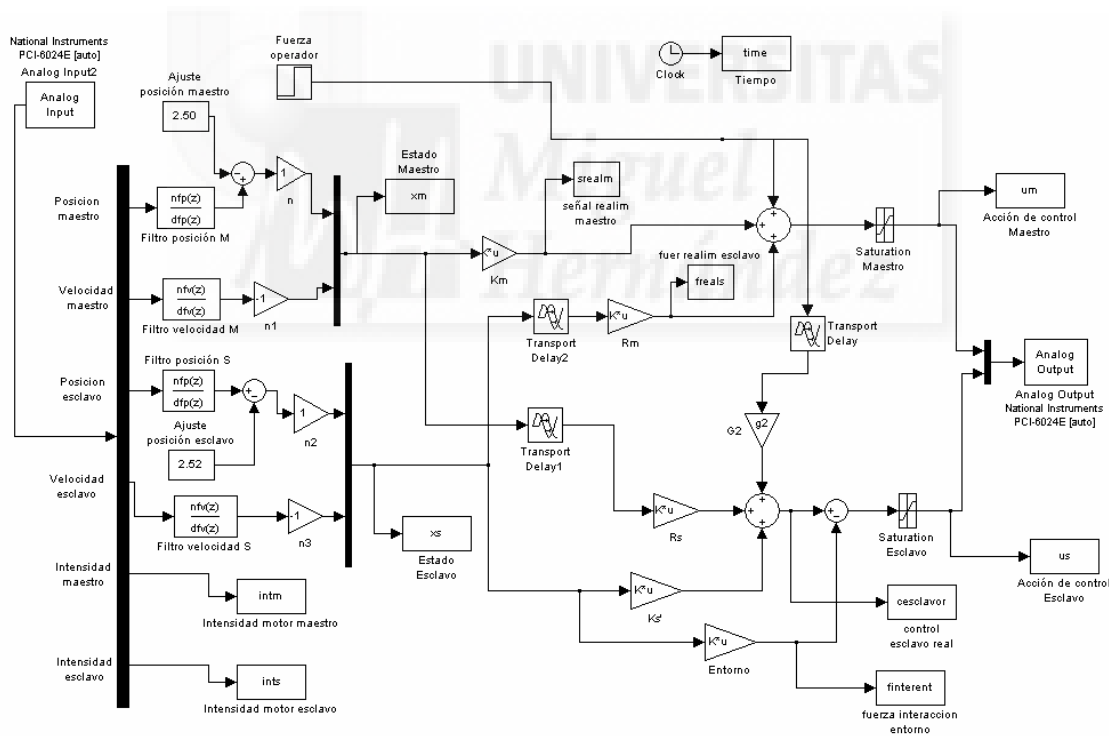 UNIVERSITAS
Miguel
Hernández
National Instruments
PCI-6024E [auto]
Analog Input2
Analog
Input
Ajuste
posición maestro
2.50
Fuerza
operador
Clock
time
Tiempo
Posicion
maestro
nfp(z)
dfp(z)
Filtro posición M
1
n
Estado
Maestro
xm
K*u
Km
srealm
señal realim
maestro
um
Acción de control
Maestro
Saturation
Maestro
Velocidad
maestro
nfv(z)
dfv(z)
Filtro velocidad M
-1
n1
Transport
Delay2
K*u
Rm
fuer realim esclavo
freals
Transport
Delay
Analog
Output
Analog Output
National Instruments
PCI-6024E [auto]
Filtro posición S
Posicion
esclavo
nfp(z)
dfp(z)
Ajuste
posición esclavo
2.52
1
n2
Transport
Delay1
G2
g2
Velocidad
esclavo
nfv(z)
dfv(z)
Filtro velocidad S
-1
n3
xs
Estado
Esclavo
K*u
Rs
Saturation
Esclavo
us
Acción de control
Esclavo
Intensidad
maestro
intm
Intensidad motor maestro
K*u
Ks'
cesclavor
control
esclavo real
K*u
Entorno
Intensidad
esclavo
ints
Intensidad motor esclavo
finterent
fuerza interaccion
entorno